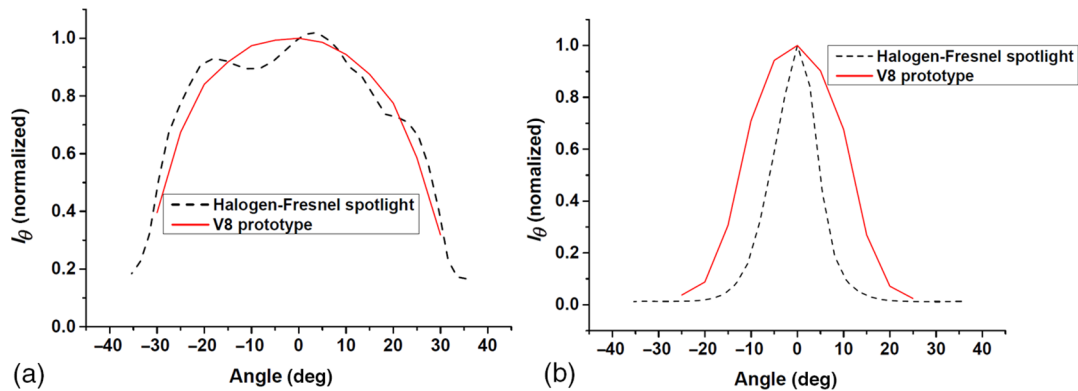 1.0
0.8
0.6
0.4
0.2
0.0
Iθ (normalized)
Halogen-Fresnel spotlight
V8 prototype
−40 −30 −20 −10 0 10 20 30 40
Angle (deg)
(a)
1.0
0.8
0.6
0.4
0.2
0.0
Iθ (nomalized)
Halogen-Fresnel spotlight
V8 prototype
−40 −30 −20 −10 0 10 20 30 40
Angle (deg)
(b)